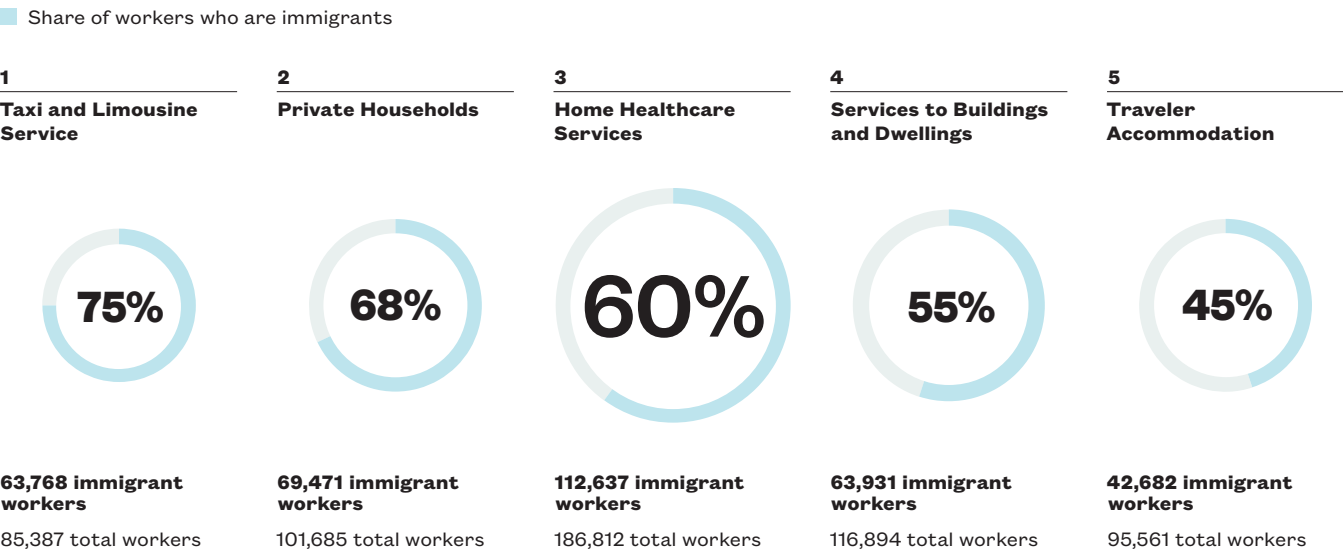 Share of workers who are immigrants
1
Taxi and Limousine
Service
75%
63,768 immigrant
workers
85,387 total workers
2
Private Households
68%
69,471 immigrant
workers
101,685 total workers
3
Home Healthcare
Services
60%
112,637 immigrant
workers
186,812 total workers
4
Services to Buildings
and Dwellings
55%
63,931 immigrant
workers
116,894 total workers
5
Traveler
Accommodation
45%
42,682 immigrant
workers
95,561 total workers